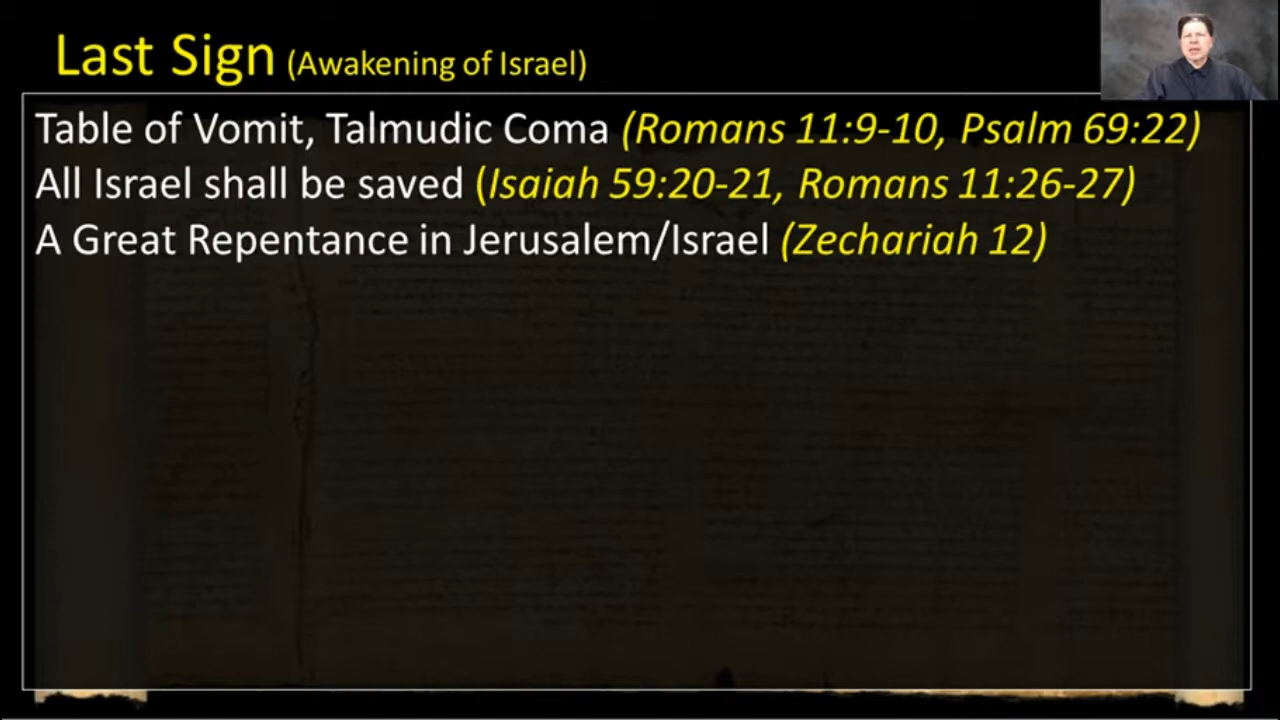 Last Sign (Awakening of Israel)
Table of Vomit, Talmudic Coma (Romans 11:9-10, Psalm 69:22)
All Israel shall be saved (Isaiah 59:20-21, Romans 11:26-27)
A Great Repentance in Jerusalem/Israel (Zechariah 12)